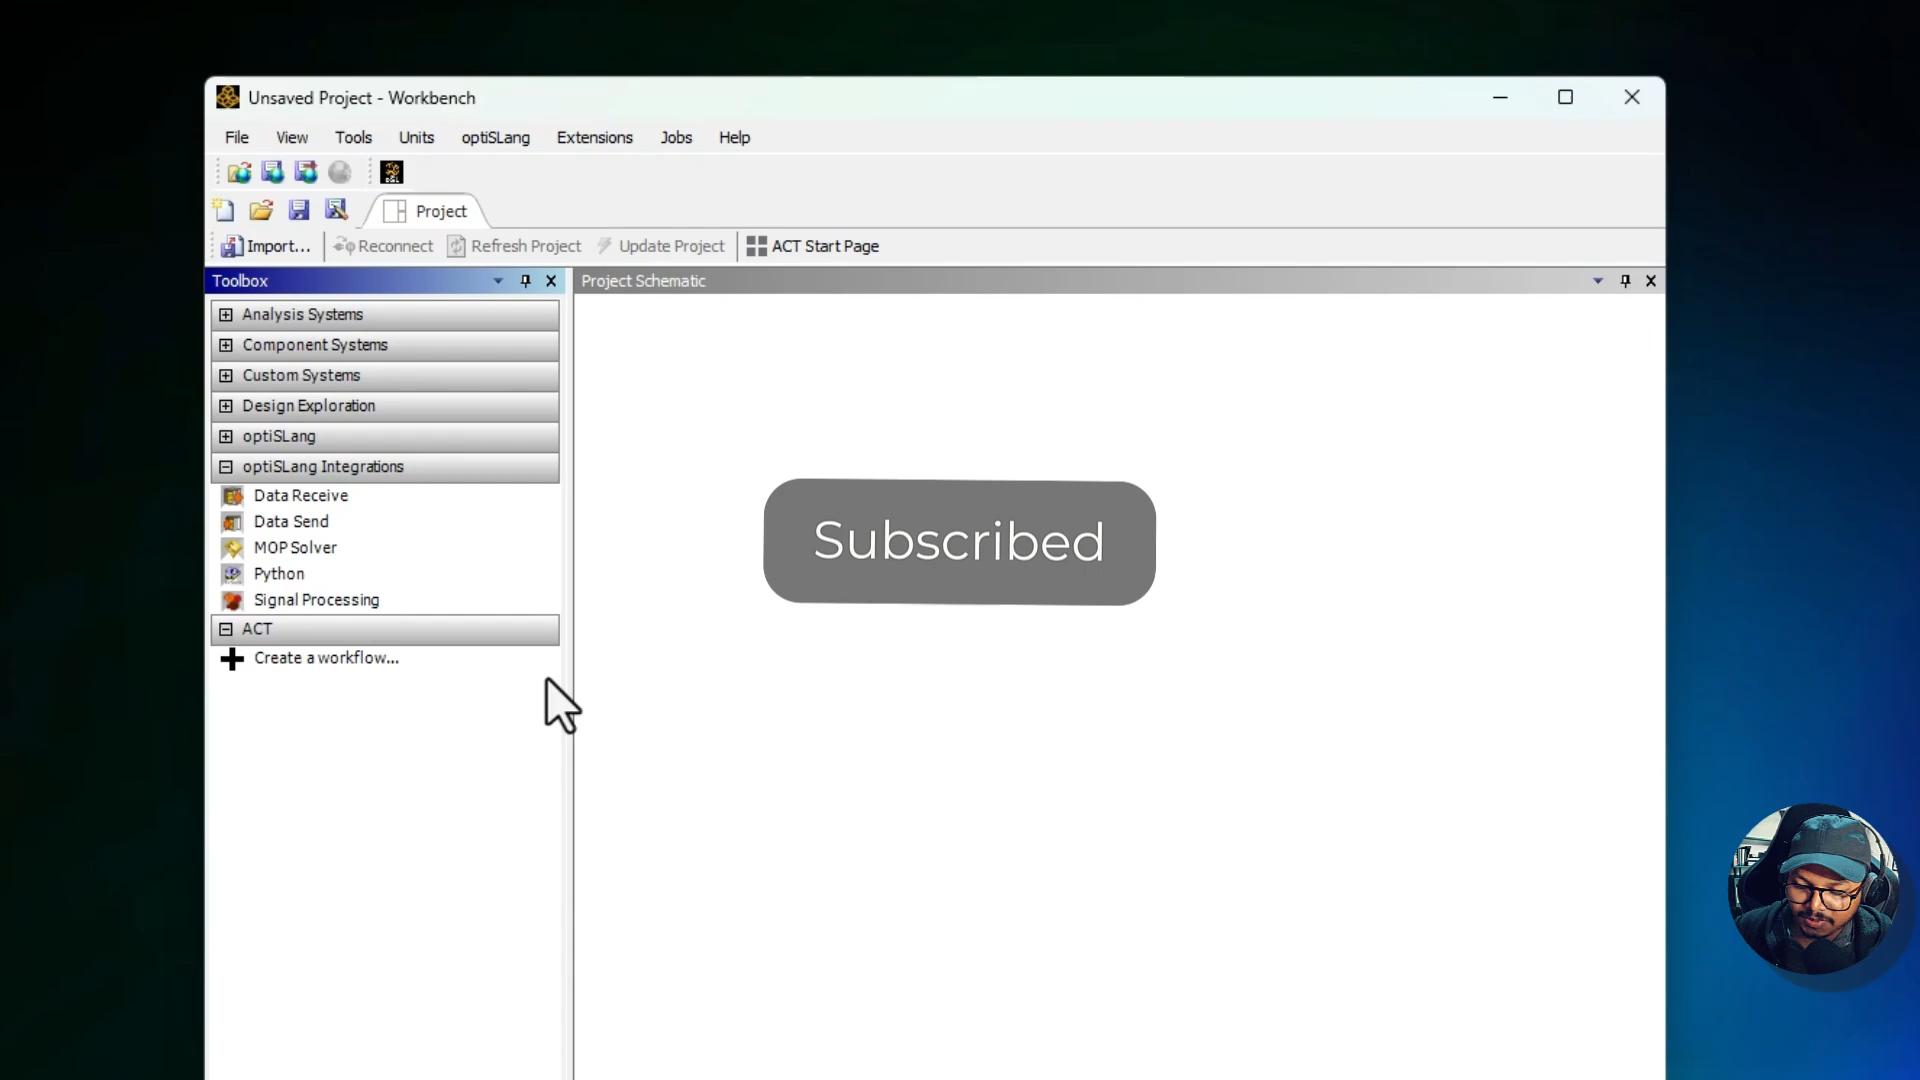 Unsaved Project - Workbench
File View Tools Units optiSLang Extensions Jobs Help
Project
Import... Reconnect Refresh Project Update Project ACT Start Page
Toolbox
Project Schematic
Analysis Systems
Component Systems
Custom Systems
Design Exploration
optiSLang
optiSLang Integrations
Data Receive
Data Send
MOP Solver
Python
Signal Processing
ACT
Create a workflow...
Subscribed